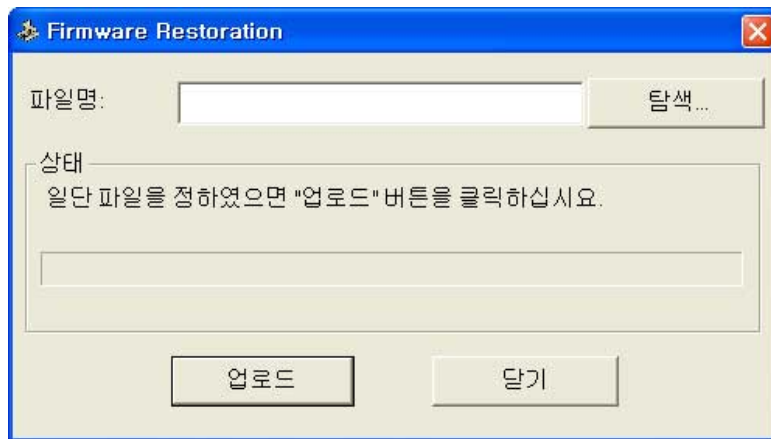 Firmware Restoration
파일명:
탐색...
상태
일단 파일을 정하였으면 "업로드" 버튼을 클릭하십시요.
업로드
닫기